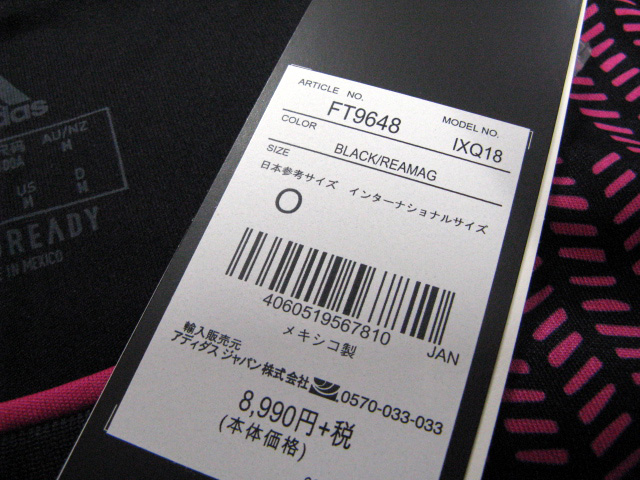 ARTICLE NO.
FT9648
MODEL NO.
IXQ18
COLOR
BLACK/REAMAG
SIZE
日本参考サイズ インターナショナルサイズ
O
4060519567810
メキシコ製
JAN
輸入販売元
アディダス ジャパン株式会社
0570-033-033
8,990円+税
(本体価格)
das
AU/NZ
M
US
M
D
M
READY
IN MEXICO